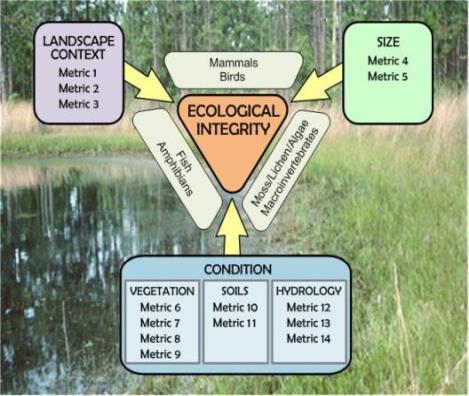 LANDSCAPE
CONTEXT
Metric 1
Metric 2
Metric 3
Mammals
Birds
SIZE
Metric 4
Metric 5
ECOLOGICAL
INTEGRITY
Fish
Amphibians
Moss/Lichen/Algae
Macroinvertebrates
CONDITION
VEGETATION
Metric 6
Metric 7
Metric 8
Metric 9
SOILS
Metric 10
Metric 11
HYDROLOGY
Metric 12
Metric 13
Metric 14